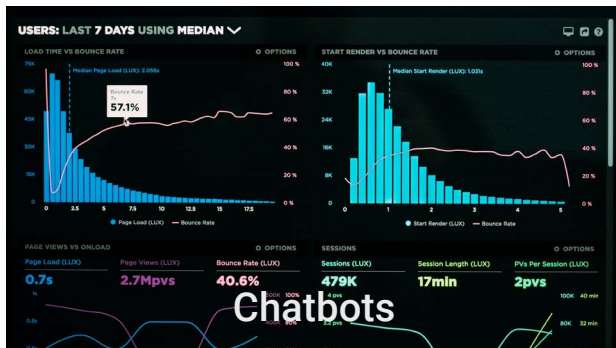 USERS: LAST 7 DAYS USING MEDIAN
LOAD TIME VS BOUNCE RATE
OPTIONS
75K
60K
45K
30K
15K
0
100 %
80 %
60 %
40 %
20 %
0 %
Median Page Load (LUX): 2.056s
Bounce Rate
7s
57.1%
0 2.5 5 7.5 10 12.5 15 17.5
Page Load (LUX) Bounce Rate
START RENDER VS BOUNCE RATE
OPTIONS
40K
32K
24K
16K
8K
0
100 %
80 %
60 %
40 %
20 %
0 %
Median Start Render (LUX): 1.031s
0 1 2 3 4 5
Start Render (LUX) Bounce Rate
PAGE VIEWS VS ONLOAD
OPTIONS
Page Load (LUX) Page Views (LUX) Bounce Rate (LUX)
0.7s 2.7Mpvs 40.6%
100%
80%
SESSIONS
OPTIONS
Sessions (LUX) Session Length (LUX) PVs Per Session (LUX)
479K 17min 2pvs
4 pvs
3.2 pvs
100K 40 min
80K 32 min
Chatbots